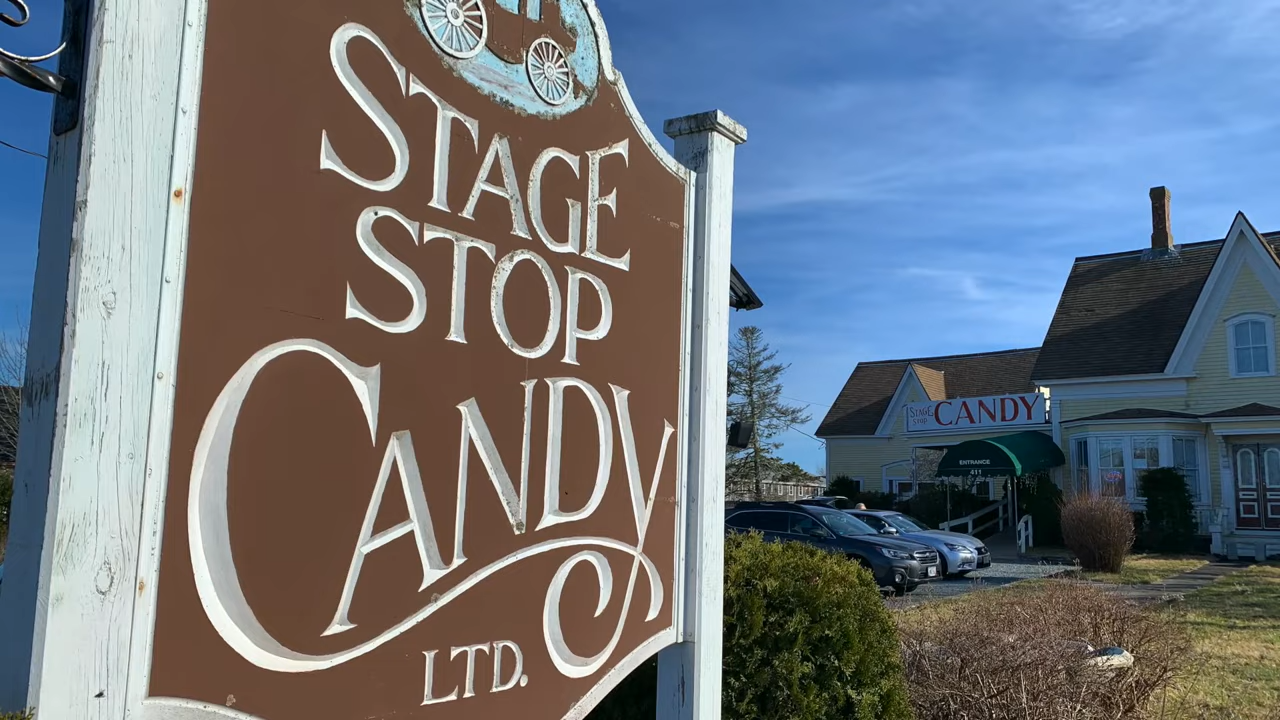 STAGE
STOP
CANDY
LTD.
STAGE
STOP
CANDY
ENTRANCE
411